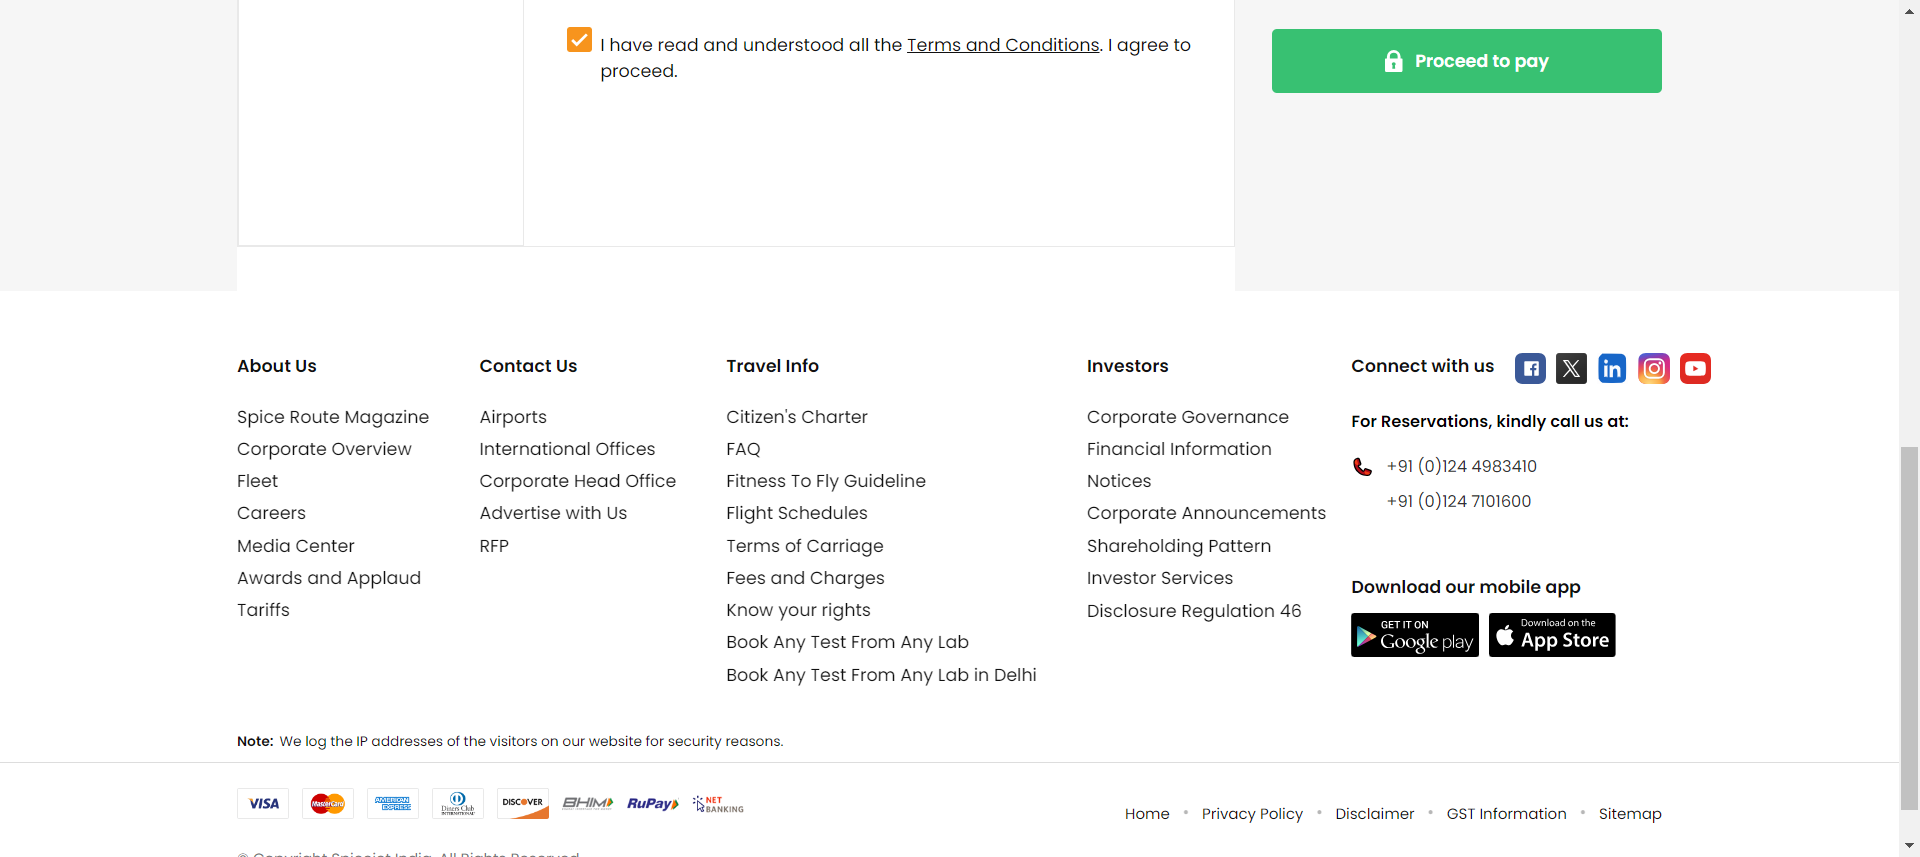 I have read and understood all the Terms and Conditions. I agree to
proceed.
Proceed to pay
About Us
Spice Route Magazine
Corporate Overview
Fleet
Careers
Media Center
Awards and Applaud
Tariffs
Contact Us
Airports
International Offices
Corporate Head Office
Advertise with Us
RFP
Travel Info
Citizen's Charter
FAQ
Fitness To Fly Guideline
Flight Schedules
Terms of Carriage
Fees and Charges
Know your rights
Book Any Test From Any Lab
Book Any Test From Any Lab in Delhi
Investors
Corporate Governance
Financial Information
Notices
Corporate Announcements
Shareholding Pattern
Investor Services
Disclosure Regulation 46
Connect with us
For Reservations, kindly call us at:
+91 (0)124 4983410
+91 (0)124 7101600
Download our mobile app
GET IT ON
Google play
Download on the
App Store
Note: We log the IP addresses of the visitors on our website for security reasons.
VISA
MasterCard
AMERICAN
EXPRESS
Diners Club
INTERNATIONAL
DISCOVER
BHIM
RuPay
NET
BANKING
Home • Privacy Policy • Disclaimer • GST Information • Sitemap
© Copyright SpiceJet India. All Rights Reserved